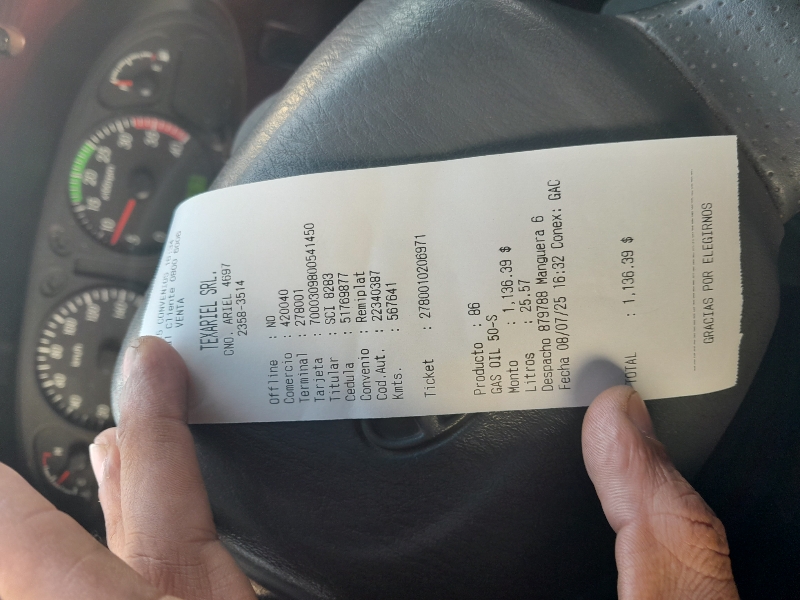 VENTA
TEXARIEL SRL.
CNO. ARIEL 4697
2358-3514
Offline : NO
Comercio : 420040
Terminal : 278001
Tarjeta : 7000309800541450
Titular : SCI 8283
Cedula : 51769877
Convenio : Remiplat
Cod.Aut. : 22340387
Kmts. : 567641
Ticket : 2780010206971
Producto : 86
GAS OIL 50-S
Monto : 1,136.39 $
Litros : 25.57
Despacho 879788 Manguera 6
Fecha 08/07/25 16:32 Conex: GAC
TOTAL : 1,136.39 $
GRACIAS POR ELEGIRNOS